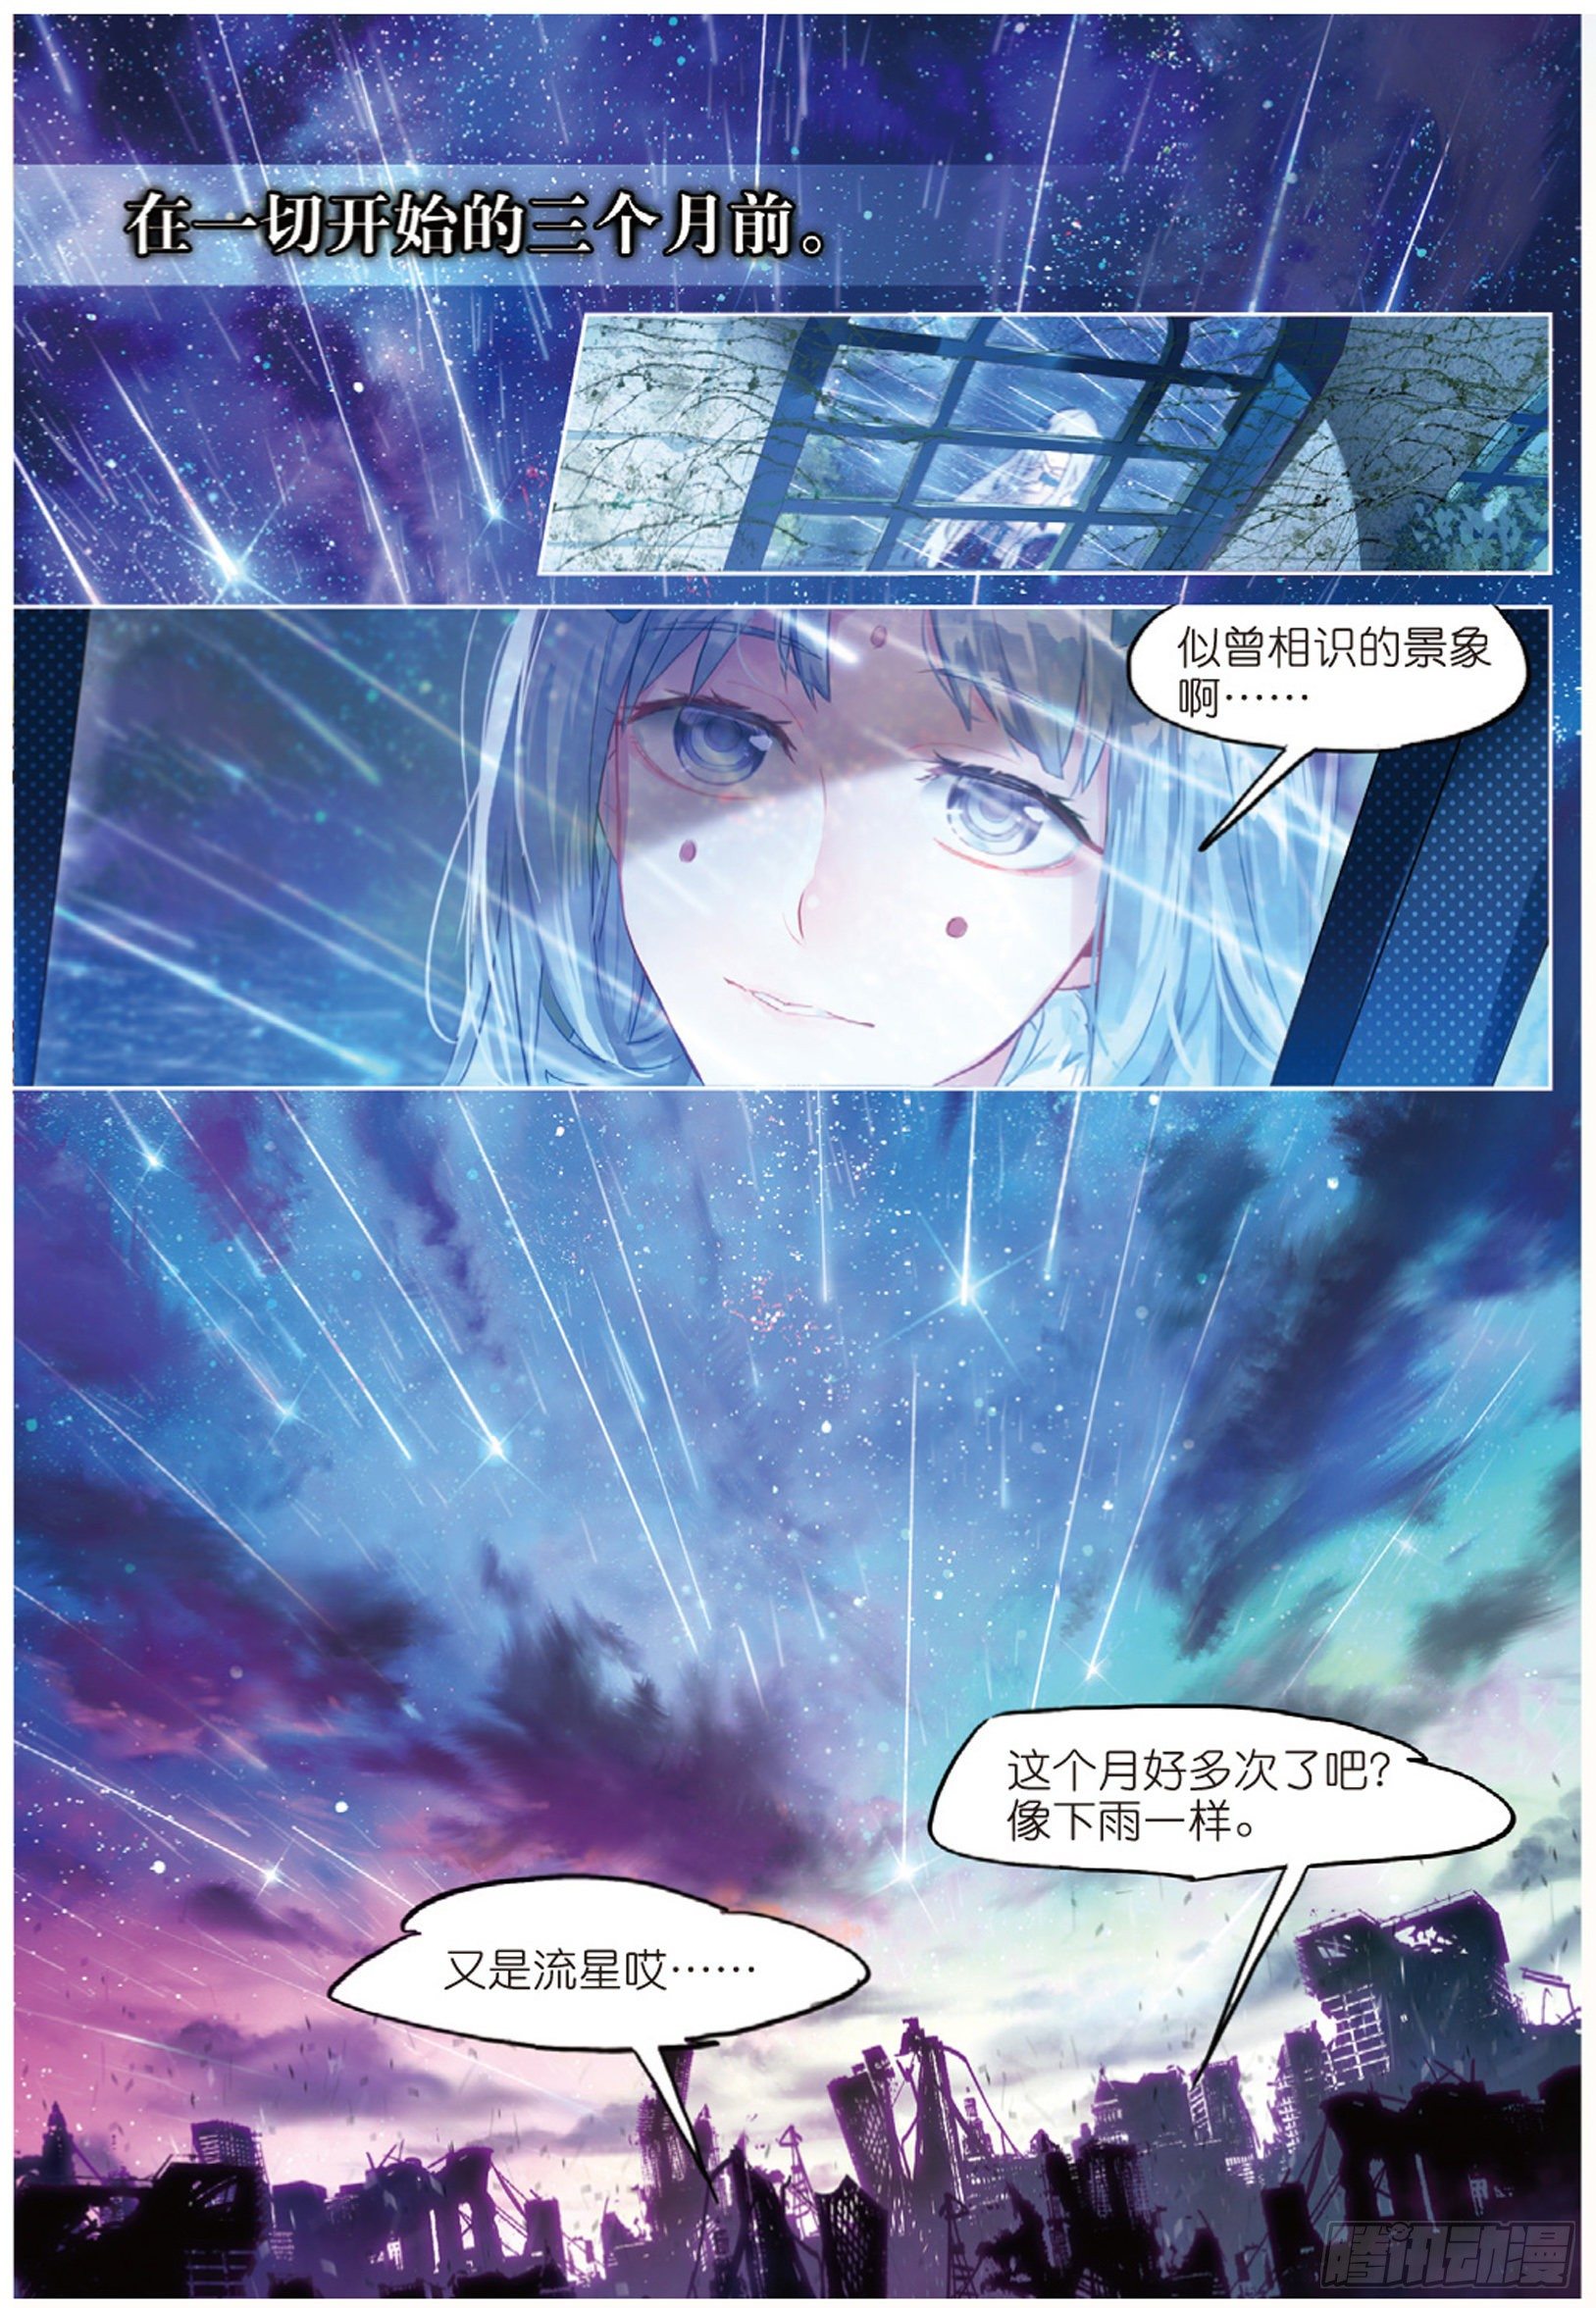 在一切开始的三个月前。
似曾相识的景象
啊……
这个月好多次了吧?
像下雨一样。
又是流星哎……
腾讯动漫